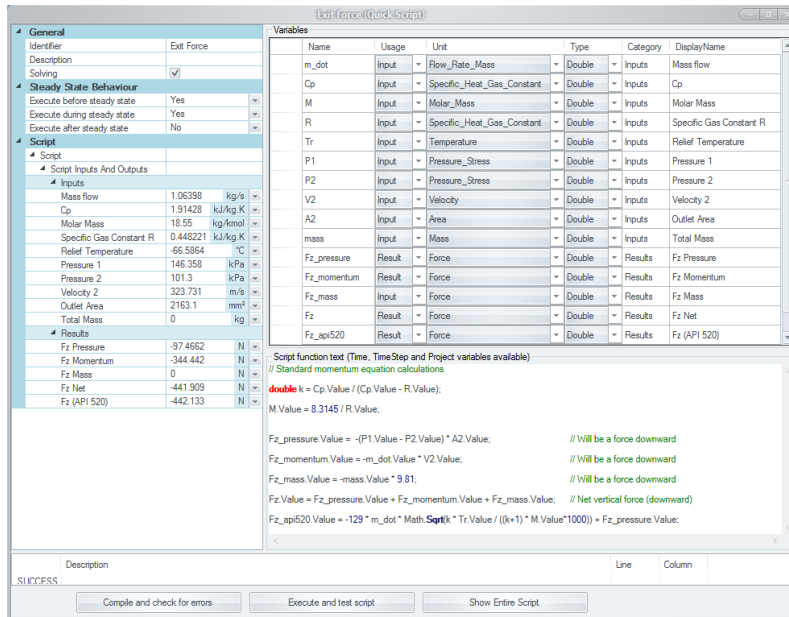 Exit Force (Quick Script)
General
Identifier Exit Force
Description
Solving
Steady State Behaviour
Execute before steady state Yes
Execute during steady state Yes
Execute after steady state No
Script
Script
Script Inputs And Outputs
Inputs
Mass flow 1.06398 kg/s
Cp 1.91428 kJ/kg.K
Molar Mass 18.55 kg/kmol
Specific Gas Constant R 0.448221 kJ/kg.K
Relief Temperature -66.5864 °C
Pressure 1 146.358 kPa
Pressure 2 101.3 kPa
Velocity 2 323.731 m/s
Outlet Area 2163.1 mm²
Total Mass 0 kg
Results
Fz Pressure -97.4662 N
Fz Momentum -344.442 N
Fz Mass 0 N
Fz Net -441.909 N
Fz (API 520) -442.133 N
Variables
Name Usage Unit Type Category DisplayName
m_dot Input Flow_Rate_Mass Double Inputs Mass flow
Cp Input Specific_Heat_Gas_Constant Double Inputs Cp
M Input Molar_Mass Double Inputs Molar Mass
R Input Specific_Heat_Gas_Constant Double Inputs Specific Gas Constant R
Tr Input Temperature Double Inputs Relief Temperature
P1 Input Pressure_Stress Double Inputs Pressure 1
P2 Input Pressure_Stress Double Inputs Pressure 2
V2 Input Velocity Double Inputs Velocity 2
A2 Input Area Double Inputs Outlet Area
mass Input Mass Double Inputs Total Mass
Fz_pressure Result Force Double Results Fz Pressure
Fz_momentum Result Force Double Results Fz Momentum
Fz_mass Input Force Double Results Fz Mass
Fz Result Force Double Results Fz Net
Fz_api520 Result Force Double Results Fz (API 520)
Script function text (Time, TimeStep and Project variables available)
// Standard momentum equation calculations
double k = Cp.Value / (Cp.Value - R.Value);
M.Value = 8.3145 / R.Value;
Fz_pressure.Value = -(P1.Value - P2.Value) * A2.Value; // Will be a force downward
Fz_momentum.Value = -m_dot.Value * V2.Value; // Will be a force downward
Fz_mass.Value = -mass.Value * 9.81; // Will be a force downward
Fz.Value = Fz_pressure.Value + Fz_momentum.Value + Fz_mass.Value; // Net vertical force (downward)
Fz_api520.Value = -129 * m_dot * Math.Sqrt(k * Tr.Value / ((k+1) * M.Value*1000)) + Fz_pressure.Value;
Description Line Column
SUCCESS
Compile and check for errors Execute and test script Show Entire Script